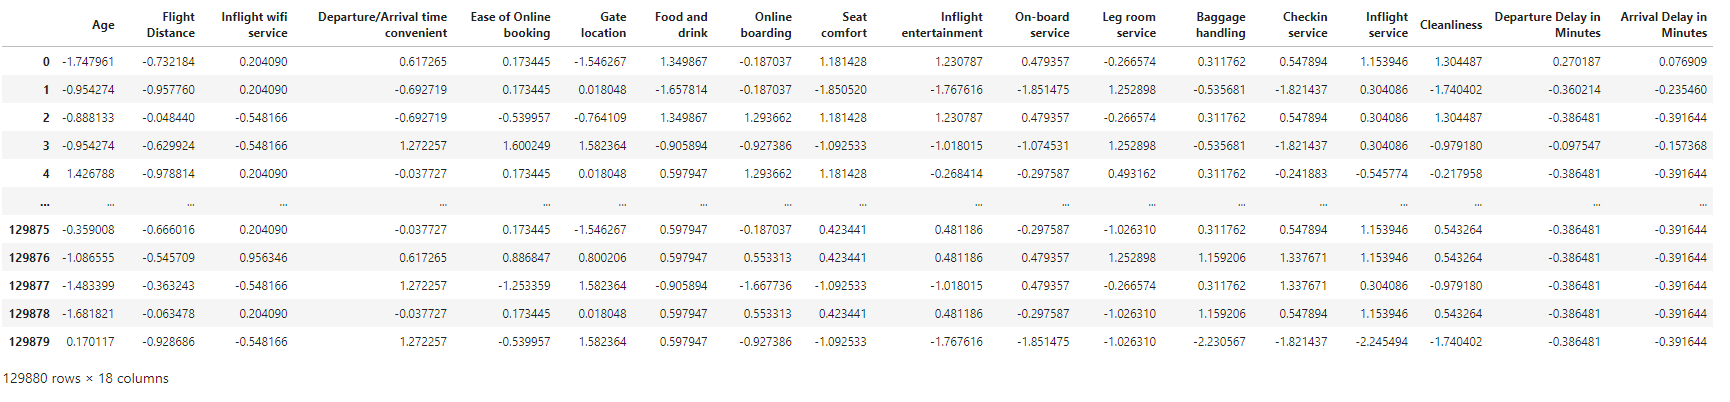 Age Flight Distance Inflight wifi service Departure/Arrival time convenient Ease of Online booking Gate location Food and drink Online boarding Seat comfort Inflight entertainment On-board service Leg room service Baggage handling Checkin service Inflight service Cleanliness Departure Delay in Minutes Arrival Delay in Minutes
0 -1.747961 -0.732184 0.204090 0.617265 0.173445 -1.546267 1.349867 -0.187037 1.181428 1.230787 0.479357 -0.266574 0.311762 0.547894 1.153946 1.304487 0.270187 0.076909
1 -0.954274 -0.957760 0.204090 -0.692719 0.173445 0.018048 -1.657814 -0.187037 -1.850520 -1.767616 -1.851475 1.252898 -0.535681 -1.821437 0.304086 -1.740402 -0.360214 -0.235460
2 -0.888133 -0.048440 -0.548166 -0.692719 -0.539957 -0.764109 1.349867 1.293662 1.181428 1.230787 0.479357 -0.266574 0.311762 0.547894 0.304086 1.304487 -0.386481 -0.391644
3 -0.954274 -0.629924 -0.548166 1.272257 1.600249 1.582364 -0.905894 -0.927386 -1.092533 -1.018015 -1.074531 1.252898 -0.535681 -1.821437 0.304086 -0.979180 -0.097547 -0.157368
4 1.426788 -0.978814 0.204090 -0.037727 0.173445 0.018048 0.597947 1.293662 1.181428 -0.268414 -0.297587 0.493162 0.311762 -0.241883 -0.545774 -0.217958 -0.386481 -0.391644
... ... ... ... ... ... ... ... ... ... ... ... ... ... ... ... ... ... ...
129875 -0.359008 -0.666016 0.204090 -0.037727 0.173445 -1.546267 0.597947 -0.187037 0.423441 0.481186 -0.297587 -1.026310 0.311762 0.547894 1.153946 0.543264 -0.386481 -0.391644
129876 -1.086555 -0.545709 0.956346 0.617265 0.886847 0.800206 0.597947 0.553313 0.423441 0.481186 0.479357 1.252898 1.159206 1.337671 1.153946 0.543264 -0.386481 -0.391644
129877 -1.483399 -0.363243 -0.548166 1.272257 -1.253359 1.582364 -0.905894 -1.667736 -1.092533 -1.018015 0.479357 -0.266574 0.311762 1.337671 0.304086 -0.979180 -0.386481 -0.391644
129878 -1.681821 -0.063478 0.204090 -0.037727 0.173445 0.018048 0.597947 0.553313 0.423441 0.481186 -0.297587 -1.026310 1.159206 0.547894 1.153946 0.543264 -0.386481 -0.391644
129879 0.170117 -0.928686 -0.548166 1.272257 -0.539957 1.582364 0.597947 -0.927386 -1.092533 -1.767616 -1.851475 -1.026310 -2.230567 -1.821437 -2.245494 -1.740402 -0.386481 -0.391644
129880 rows × 18 columns